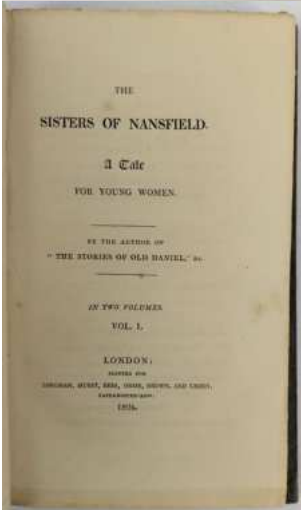 THE
SISTERS OF NANSFIELD.
A Tale
FOR YOUNG WOMEN.
BY THE AUTHOR OF
"THE STORIES OF OLD DANIEL," &c.
IN TWO VOLUMES.
VOL. I.
LONDON:
PRINTED FOR
LONGMAN, HURST, REES, ORME, BROWN, AND GREEN,
PATERNOSTER-ROW.